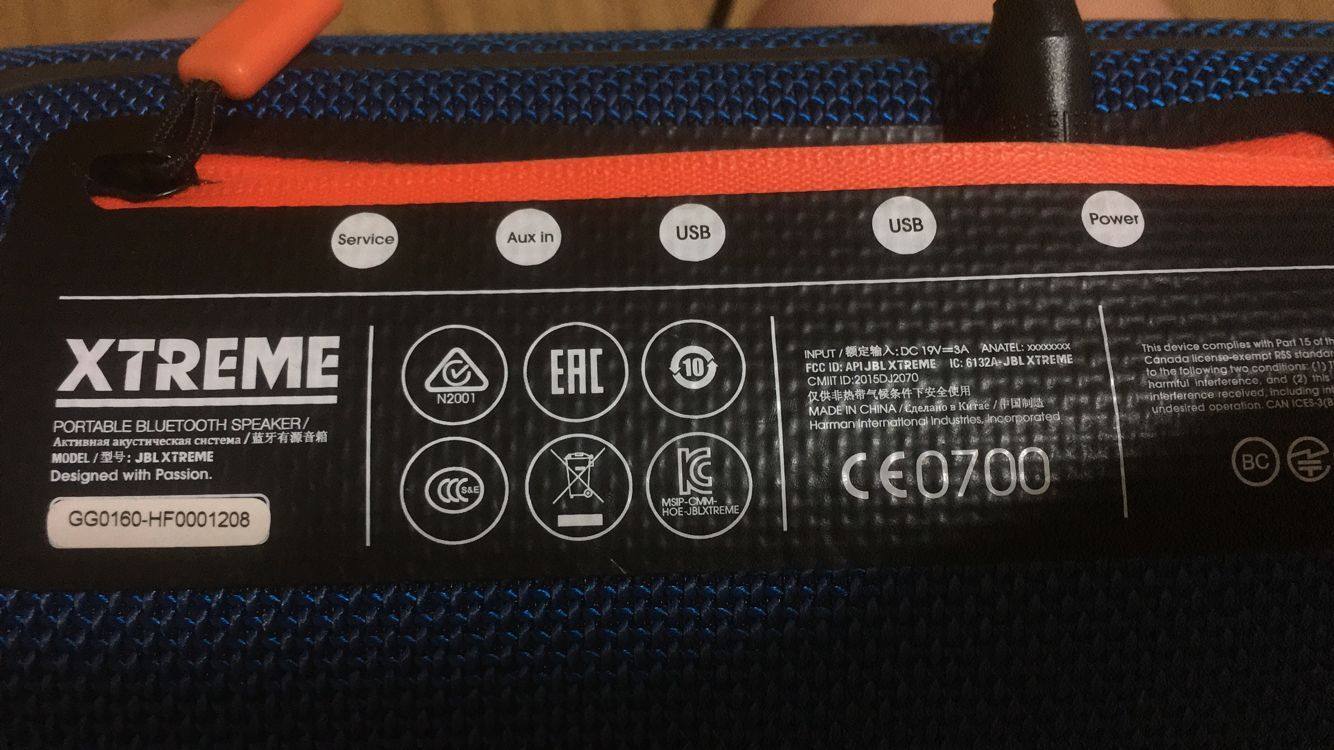 Service
Aux in
USB
USB
Power
XTREME
PORTABLE BLUETOOTH SPEAKER/
Активная акустическая система / 蓝牙有源音箱
MODEL / 型号: JBL XTREME
Designed with Passion.
GG0160-HF0001208
N2001
EAC
10
CCC S&E
MSIP-CMM-
HOE-JBLXTREME
INPUT / 额定输入: DC 19V⎓3A ANATEL: xxxxxxxx
FCC ID: APIJBLXTREME IC: 6132A-JBLXTREME
CMIIT ID: 2015DJ2070
仅供非热带气候条件下安全使用
MADE IN CHINA / Сделано в Китае / 中国制造
Harman International Industries, Incorporated
CE0700
This device complies with Part 15 of
Canada license-exempt RSS
to the following two conditions: (1)
harmful interference, and (2) this
interference received, including
undesired operation. CAN ICES-3(B
BC